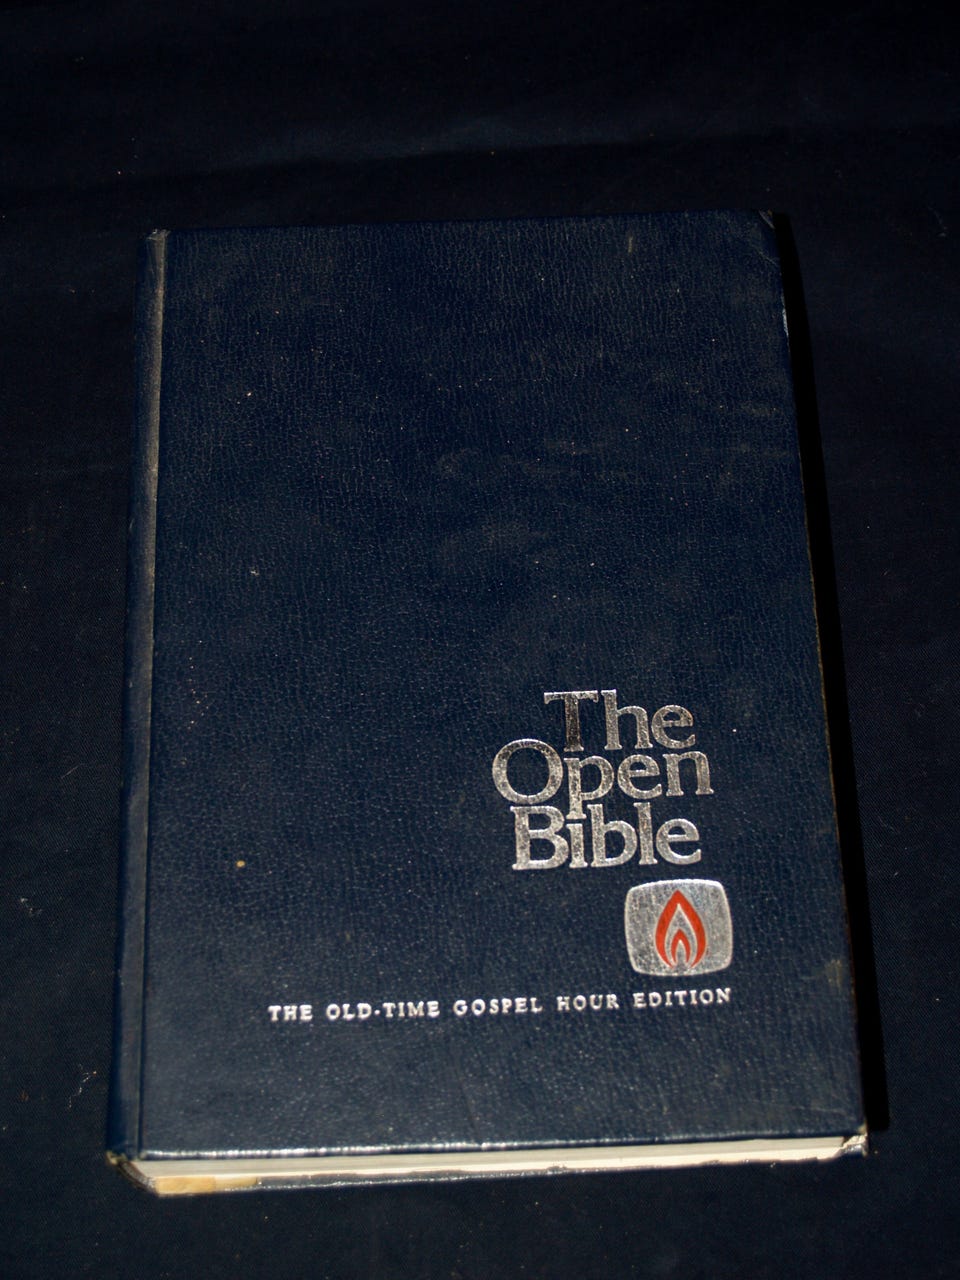 The
Open
Bible
THE OLD-TIME GOSPEL HOUR EDITION